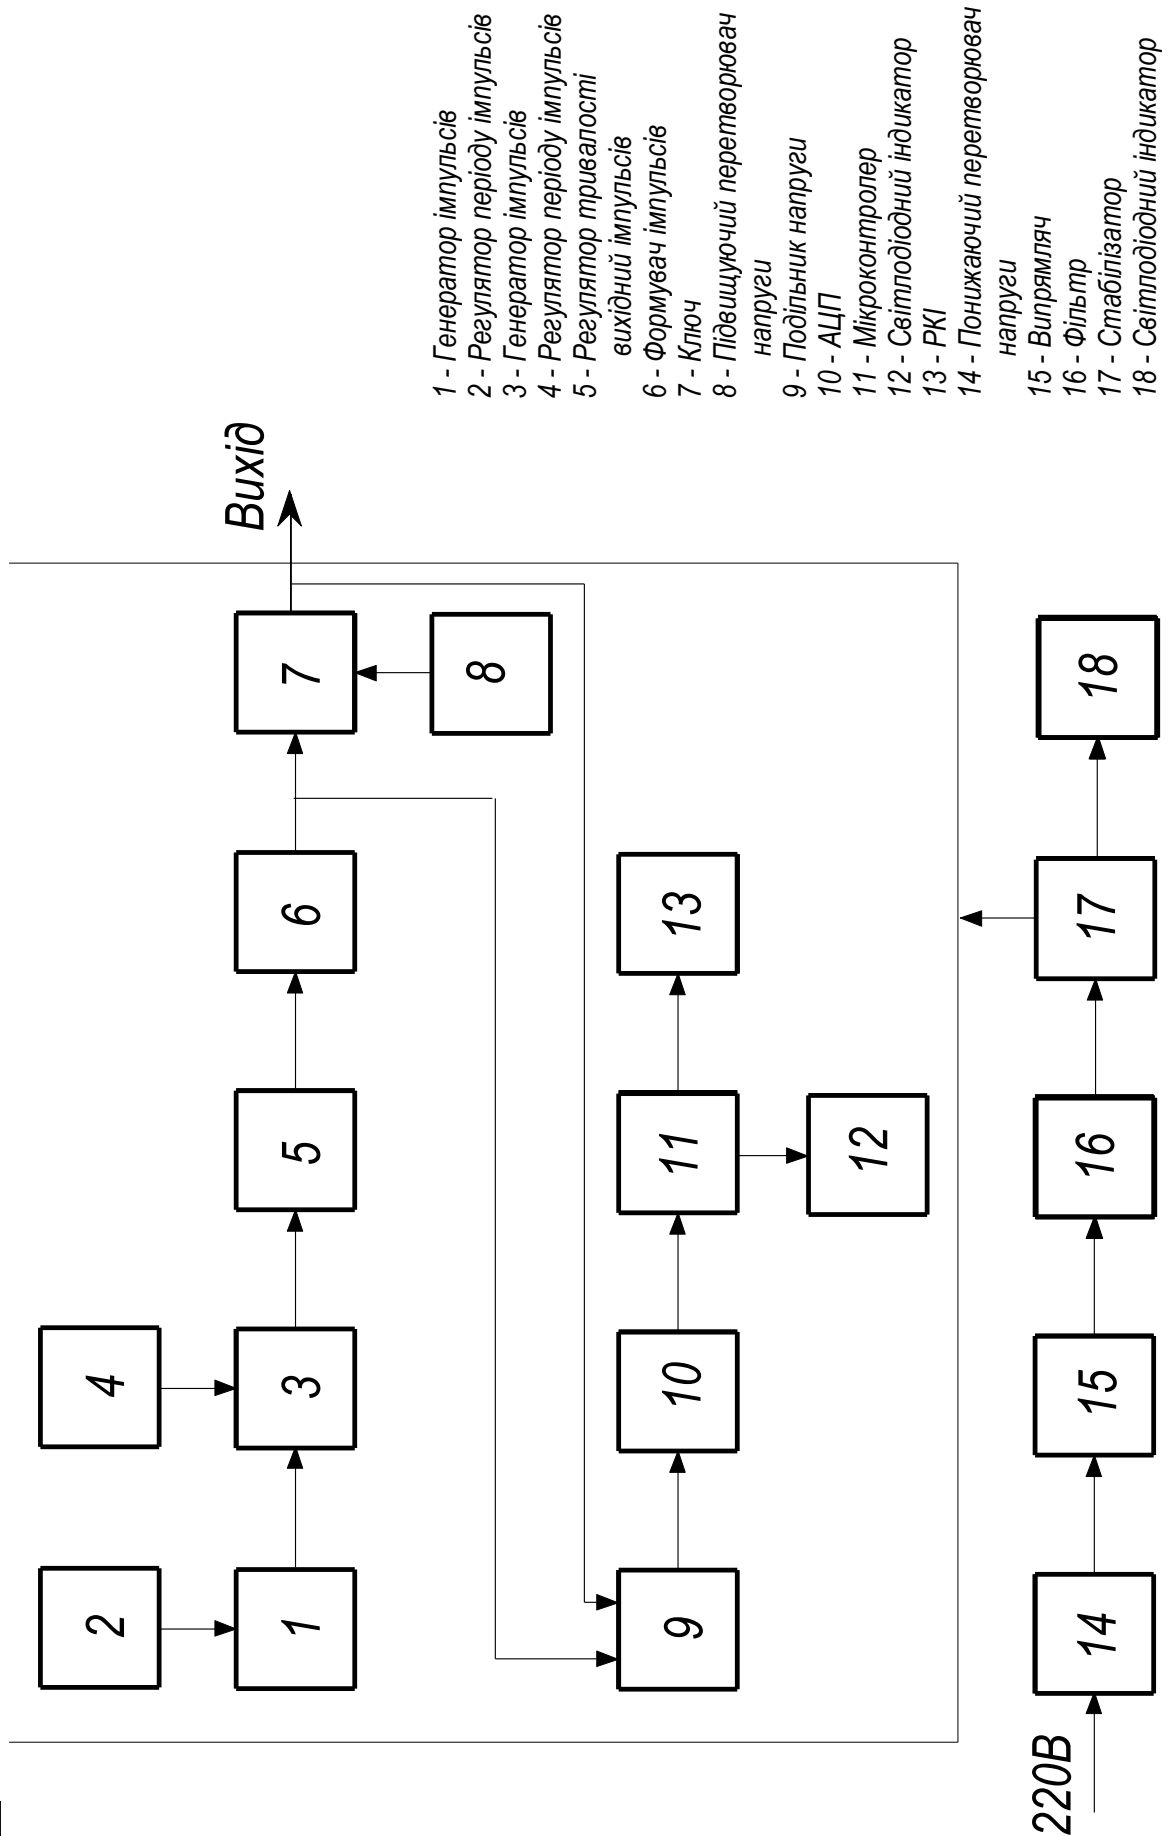 Вихід
2
4
1
3
5
6
7
8
9
10
11
13
12
220В
14
15
16
17
18
1 - Генератор імпульсів
2 - Регулятор періоду імпульсів
3 - Генератор імпульсів
4 - Регулятор періоду імпульсів
5 - Регулятор тривалості
вихідний імпульсів
6 - Формувач імпульсів
7 - Ключ
8 - Підвищуючий перетворювач
напруги
9 - Подільник напруги
10 - АЦП
11 - Мікроконтролер
12 - Світлодіодний індикатор
13 - РКІ
14 - Понижаючий перетворювач
напруги
15 - Випрямляч
16 - Фільтр
17 - Стабілізатор
18 - Світлодіодний індикатор